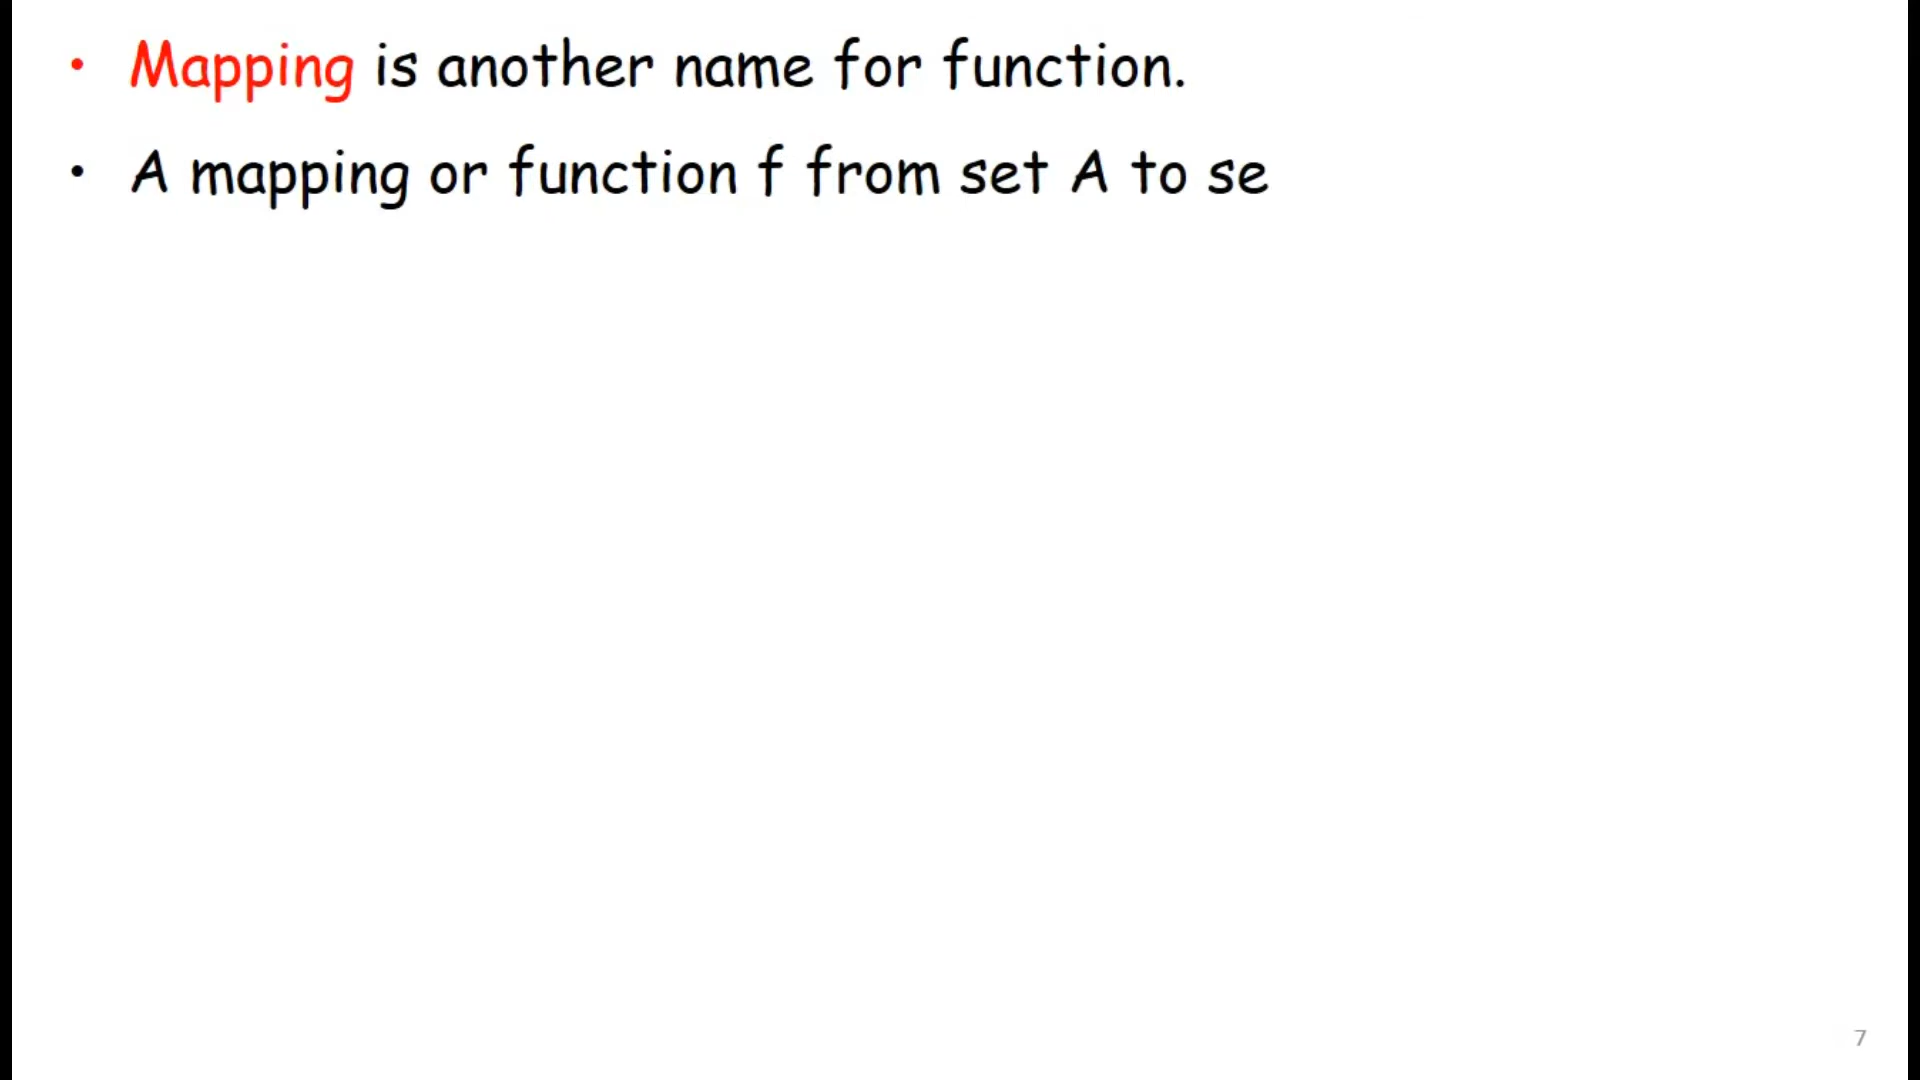 • Mapping is another name for function.
• A mapping or function f from set A to se
7